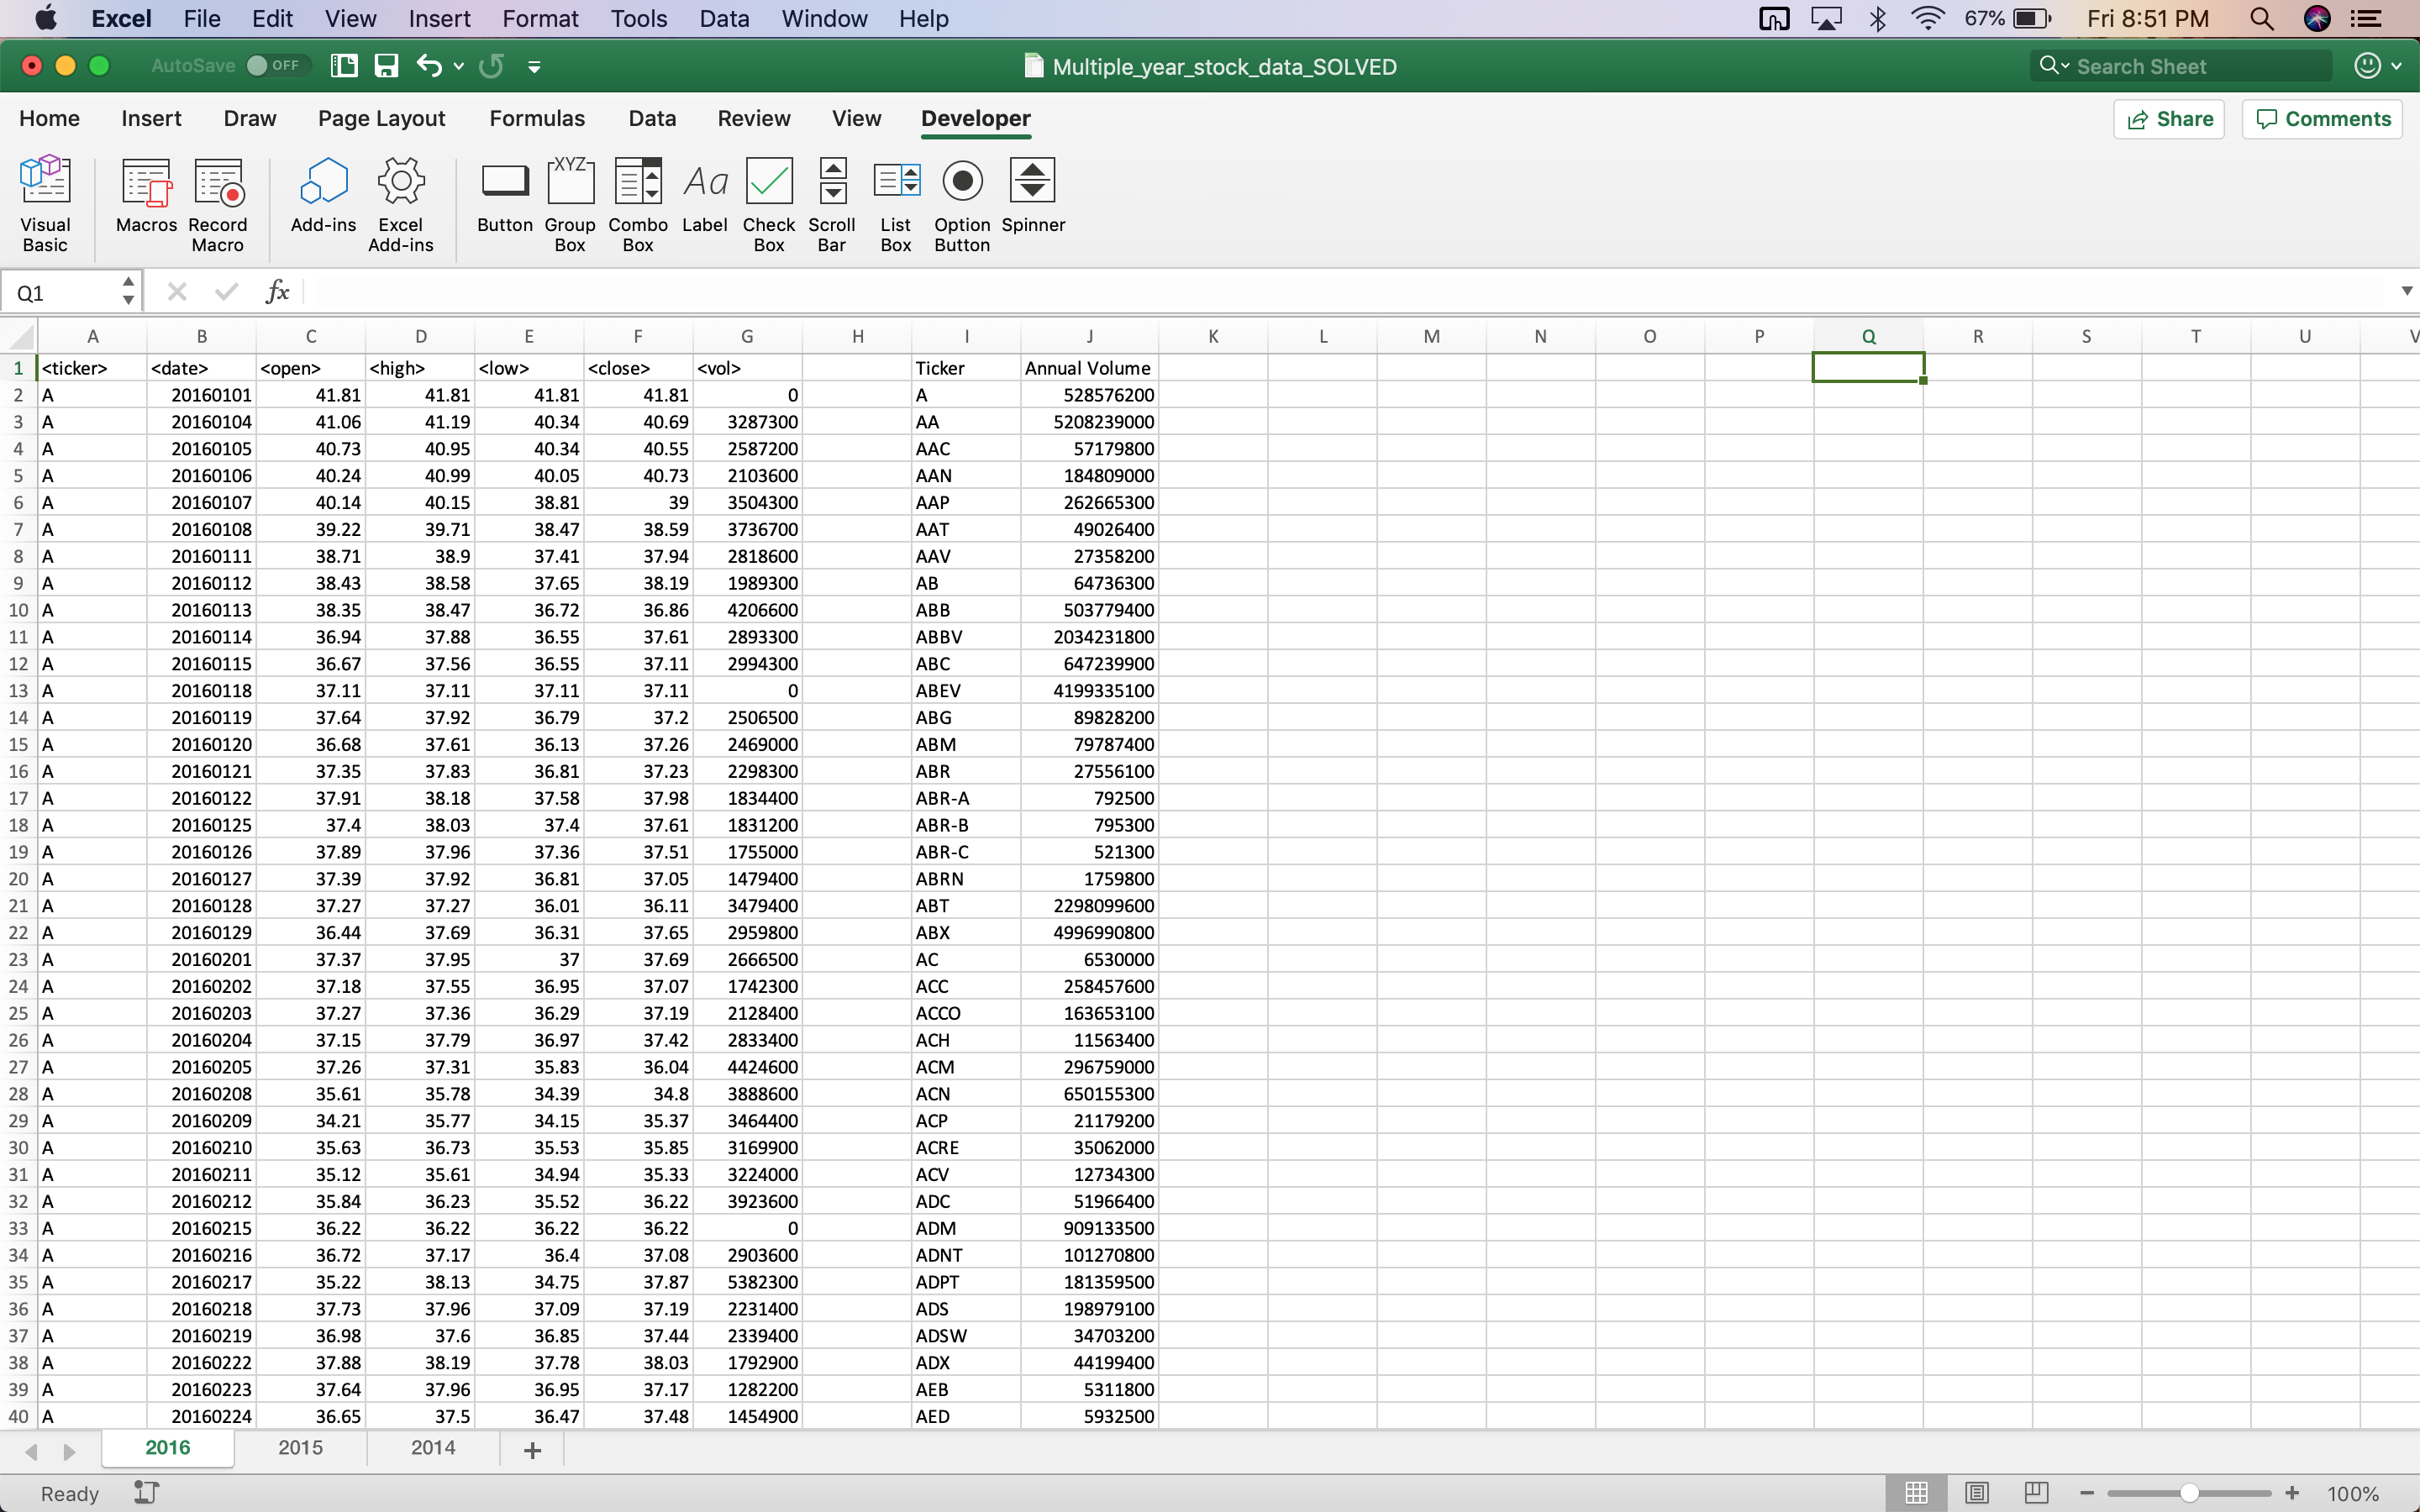 Excel File Edit View Insert Format Tools Data Window Help 67% Fri 8:51 PM
AutoSave OFF Multiple_year_stock_data_SOLVED Search Sheet
Home Insert Draw Page Layout Formulas Data Review View Developer Share Comments
XYZ Aa
Visual Basic Macros Record Macro Add-ins Excel Add-ins Button Group Box Combo Box Label Check Box Scroll Bar List Box Option Button Spinner
Q1 fx
A B C D E F G H I J K L M N O P Q R S T U V
1 <ticker> <date> <open> <high> <low> <close> <vol> Ticker Annual Volume
2 A 20160101 41.81 41.81 41.81 41.81 0 A 528576200
3 A 20160104 41.06 41.19 40.34 40.69 3287300 AA 5208239000
4 A 20160105 40.73 40.95 40.34 40.55 2587200 AAC 57179800
5 A 20160106 40.24 40.99 40.05 40.73 2103600 AAN 184809000
6 A 20160107 40.14 40.15 38.81 39 3504300 AAP 262665300
7 A 20160108 39.22 39.71 38.47 38.59 3736700 AAT 49026400
8 A 20160111 38.71 38.9 37.41 37.94 2818600 AAV 27358200
9 A 20160112 38.43 38.58 37.65 38.19 1989300 AB 64736300
10 A 20160113 38.35 38.47 36.72 36.86 4206600 ABB 503779400
11 A 20160114 36.94 37.88 36.55 37.61 2893300 ABBV 2034231800
12 A 20160115 36.67 37.56 36.55 37.11 2994300 ABC 647239900
13 A 20160118 37.11 37.11 37.11 37.11 0 ABEV 4199335100
14 A 20160119 37.64 37.92 36.79 37.2 2506500 ABG 89828200
15 A 20160120 36.68 37.61 36.13 37.26 2469000 ABM 79787400
16 A 20160121 37.35 37.83 36.81 37.23 2298300 ABR 27556100
17 A 20160122 37.91 38.18 37.58 37.98 1834400 ABR-A 792500
18 A 20160125 37.4 38.03 37.4 37.61 1831200 ABR-B 795300
19 A 20160126 37.89 37.96 37.36 37.51 1755000 ABR-C 521300
20 A 20160127 37.39 37.92 36.81 37.05 1479400 ABRN 1759800
21 A 20160128 37.27 37.27 36.01 36.11 3479400 ABT 2298099600
22 A 20160129 36.44 37.69 36.31 37.65 2959800 ABX 4996990800
23 A 20160201 37.37 37.95 37 37.69 2666500 AC 6530000
24 A 20160202 37.18 37.55 36.95 37.07 1742300 ACC 258457600
25 A 20160203 37.27 37.36 36.29 37.19 2128400 ACCO 163653100
26 A 20160204 37.15 37.79 36.97 37.42 2833400 ACH 11563400
27 A 20160205 37.26 37.31 35.83 36.04 4424600 ACM 296759000
28 A 20160208 35.61 35.78 34.39 34.8 3888600 ACN 650155300
29 A 20160209 34.21 35.77 34.15 35.37 3464400 ACP 21179200
30 A 20160210 35.63 36.73 35.53 35.85 3169900 ACRE 35062000
31 A 20160211 35.12 35.61 34.94 35.33 3224000 ACV 12734300
32 A 20160212 35.84 36.23 35.52 36.22 3923600 ADC 51966400
33 A 20160215 36.22 36.22 36.22 36.22 0 ADM 909133500
34 A 20160216 36.72 37.17 36.4 37.08 2903600 ADNT 101270800
35 A 20160217 35.22 38.13 34.75 37.87 5382300 ADPT 181359500
36 A 20160218 37.73 37.96 37.09 37.19 2231400 ADS 198979100
37 A 20160219 36.98 37.6 36.85 37.44 2339400 ADSW 34703200
38 A 20160222 37.88 38.19 37.78 38.03 1792900 ADX 44199400
39 A 20160223 37.64 37.96 36.95 37.17 1282200 AEB 5311800
40 A 20160224 36.65 37.5 36.47 37.48 1454900 AED 5932500
2016 2015 2014 +
Ready 100%